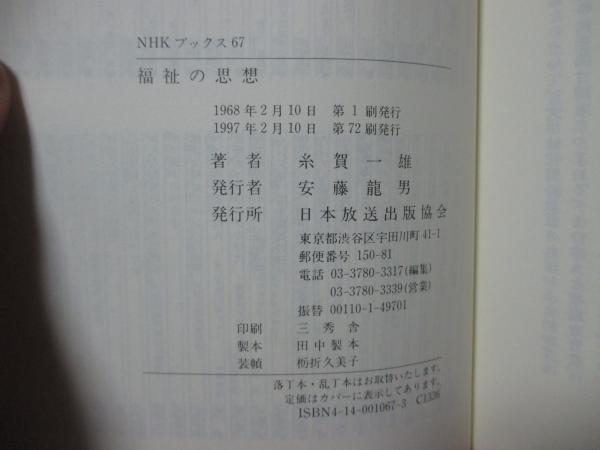 NHKブックス 67
福祉の思想
1968年2月10日 第1刷発行
1997年2月10日 第72刷発行
著者 糸賀一雄
発行者 安藤龍男
発行所 日本放送出版協会
東京都渋谷区宇田川町41-1
郵便番号 150-81
電話 03-3780-3317(編集)
03-3780-3339(営業)
振替 00110-1-49701
印刷 三秀舎
製本 田中製本
装幀 栃折久美子
落丁本・乱丁本はお取替いたします。
定価はカバーに表示してあります。
ISBN4-14-001067-3 C1336